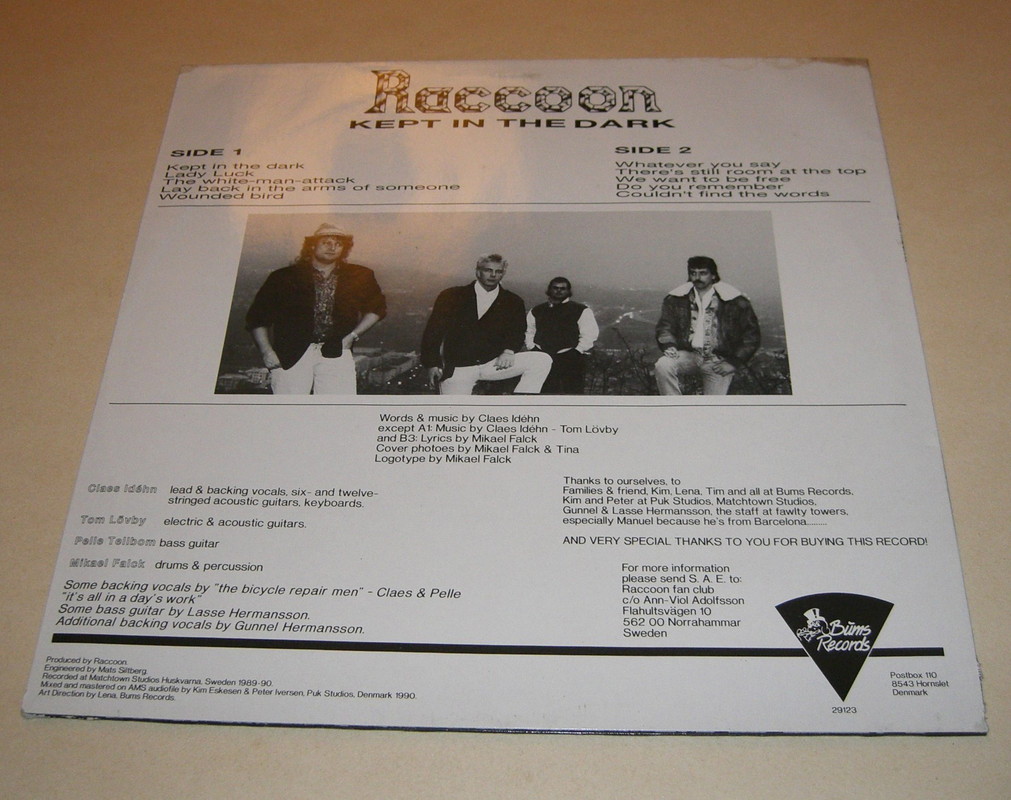 Raccoon
KEPT IN THE DARK
SIDE 1
Kept in the dark
Lady Luck
The white-man-attack
Lay back in the arms of someone
Wounded bird
SIDE 2
Whatever you say
There's still room at the top
We want to be free
Do you remember
Couldn't find the words
Words & music by Claes Idéhn
except A1: Music by Claes Idéhn - Tom Lövby
and B3: Lyrics by Mikael Falck
Cover photoes by Mikael Falck & Tina
Logotype by Mikael Falck
Claes Idéhn lead & backing vocals, six- and twelve-
stringed acoustic guitars, keyboards.
Tom Lövby electric & acoustic guitars.
Pelle Tellbom bass guitar
Mikael Falck drums & percussion
Some backing vocals by "the bicycle repair men" - Claes & Pelle
"it's all in a day's work"
Some bass guitar by Lasse Hermansson.
Additional backing vocals by Gunnel Hermansson.
Thanks to ourselves, to
Families & friend, Kim, Lena, Tim and all at Bums Records,
Kim and Peter at Puk Studios, Matchtown Studios,
Gunnel & Lasse Hermansson, the staff at fawlty towers,
especially Manuel because he's from Barcelona.........
AND VERY SPECIAL THANKS TO YOU FOR BUYING THIS RECORD!
For more information
please send S. A. E. to:
Raccoon fan club
c/o Ann-Viol Adolfsson
Flahultsvägen 10
562 00 Norrahammar
Sweden
Produced by Raccoon.
Engineered by Mats Siltberg.
Recorded at Matchtown Studios Huskvarna, Sweden 1989-90.
Mixed and mastered on AMS audiofile by Kim Eskesen & Peter Iversen, Puk Studios, Denmark 1990.
Art Direction by Lena, Bums Records.
Bums
Records
29123
Postbox 110
8543 Hornslet
Denmark